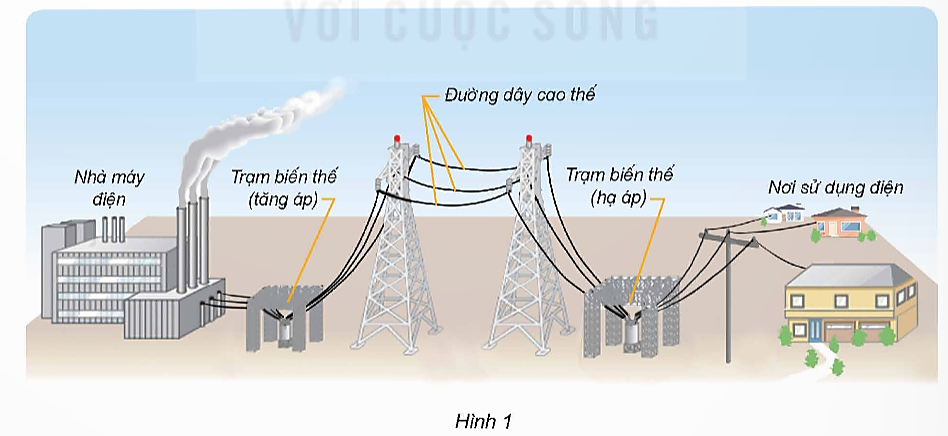 VỚI CUỘC SỐNG
Đường dây cao thế
Nhà máy
điện
Trạm biến thế
(tăng áp)
Trạm biến thế
(hạ áp)
Nơi sử dụng điện
Hình 1